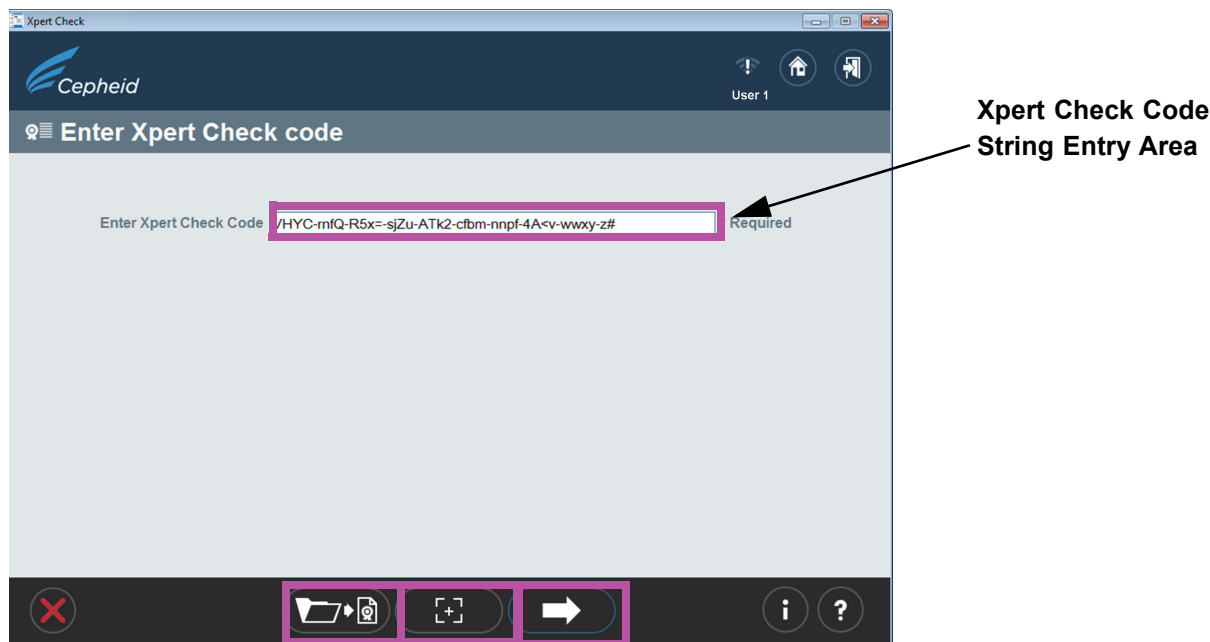 Xpert Check
Cepheid
User 1
Enter Xpert Check code
Xpert Check Code
String Entry Area
Enter Xpert Check Code
VHYC-rnfQ-R5x=-sjZu-ATk2-cfbm-nnpf-4A<v-wwxy-z#
Required
i
?